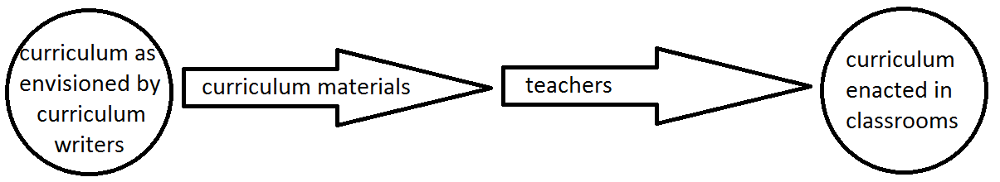 curriculum as
envisioned by
curriculum
writers
curriculum materials
teachers
curriculum
enacted in
classrooms